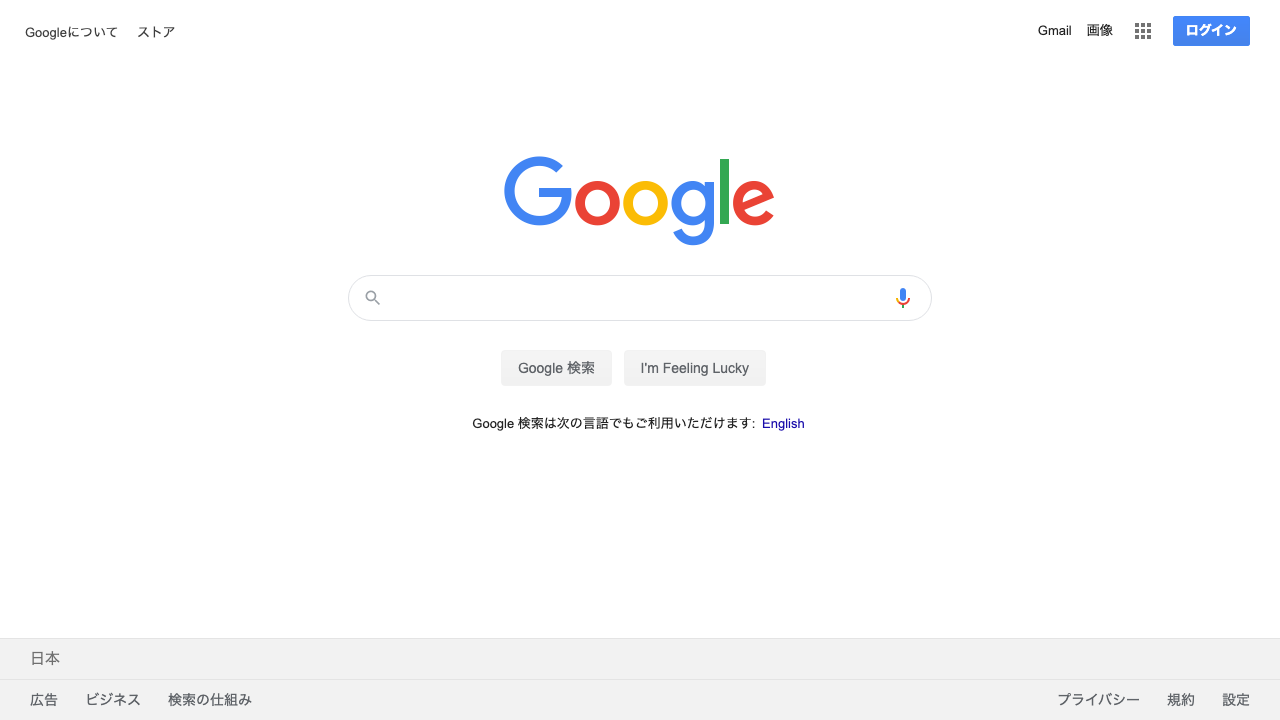 Googleについて ストア Gmail 画像 ログイン
Google
Google 検索 I'm Feeling Lucky
Google 検索は次の言語でもご利用いただけます: English
日本
広告 ビジネス 検索の仕組み プライバシー 規約 設定